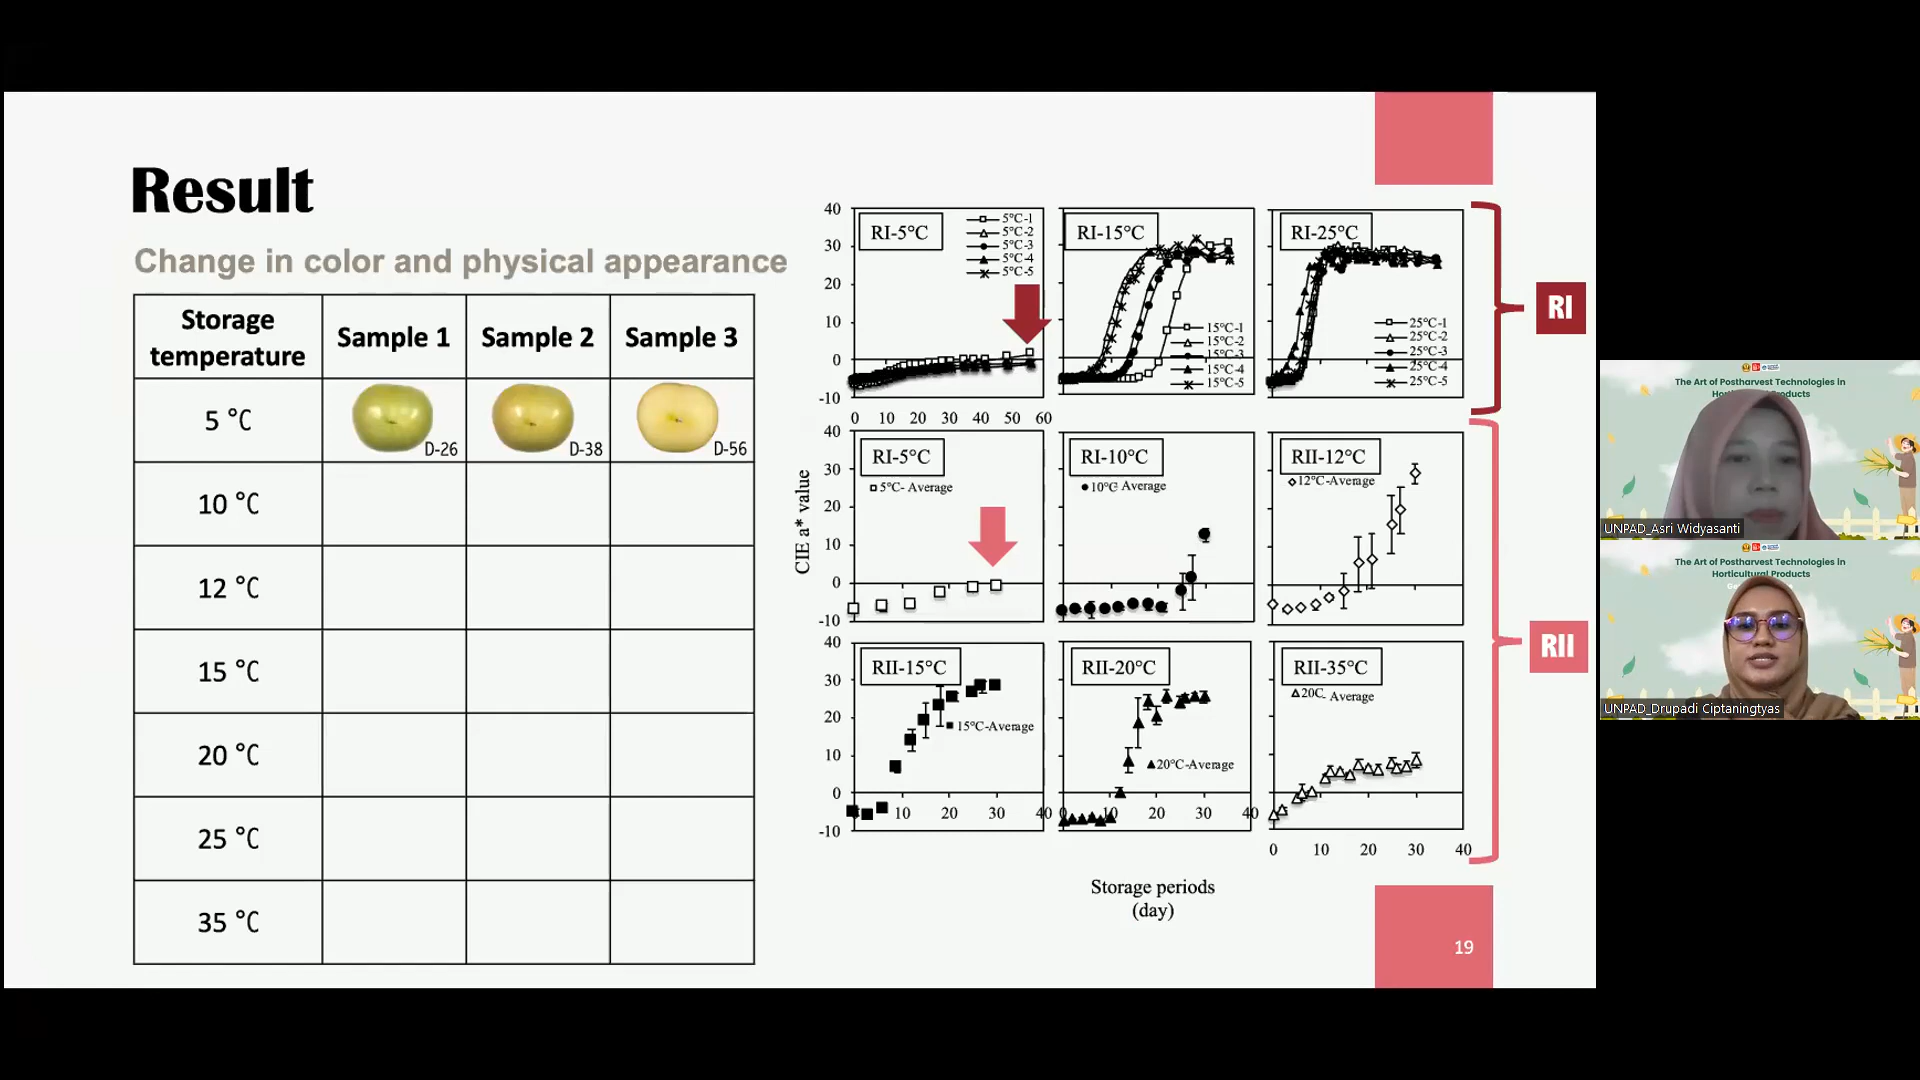 Result
Change in color and physical appearance
Storage temperature
Sample 1
Sample 2
Sample 3
5 °C
D-26
D-38
D-56
10 °C
12 °C
15 °C
20 °C
25 °C
35 °C
CIE a* value
40
30
20
10
0
-10
RI-5°C
5°C-1
5°C-2
5°C-3
5°C-4
5°C-5
0 10 20 30 40 50 60
RI-15°C
15°C-1
15°C-2
15°C-3
15°C-4
15°C-5
RI-25°C
25°C-1
25°C-2
25°C-3
25°C-4
25°C-5
RI
40
30
20
10
0
-10
RI-5°C
5°C- Average
RI-10°C
10°C Average
RII-12°C
12°C-Average
40
30
20
10
0
-10
RII-15°C
15°C-Average
10 20 30 40
RII-20°C
20°C-Average
0 10 20 30 40
RII-35°C
20C Average
0 10 20 30 40
RII
Storage periods
(day)
19
The Art of Postharvest Technologies in
UNPAD_Asri Widyasanti
The Art of Postharvest Technologies in
Horticultural Products
UNPAD_Drupadi Ciptaningtyas